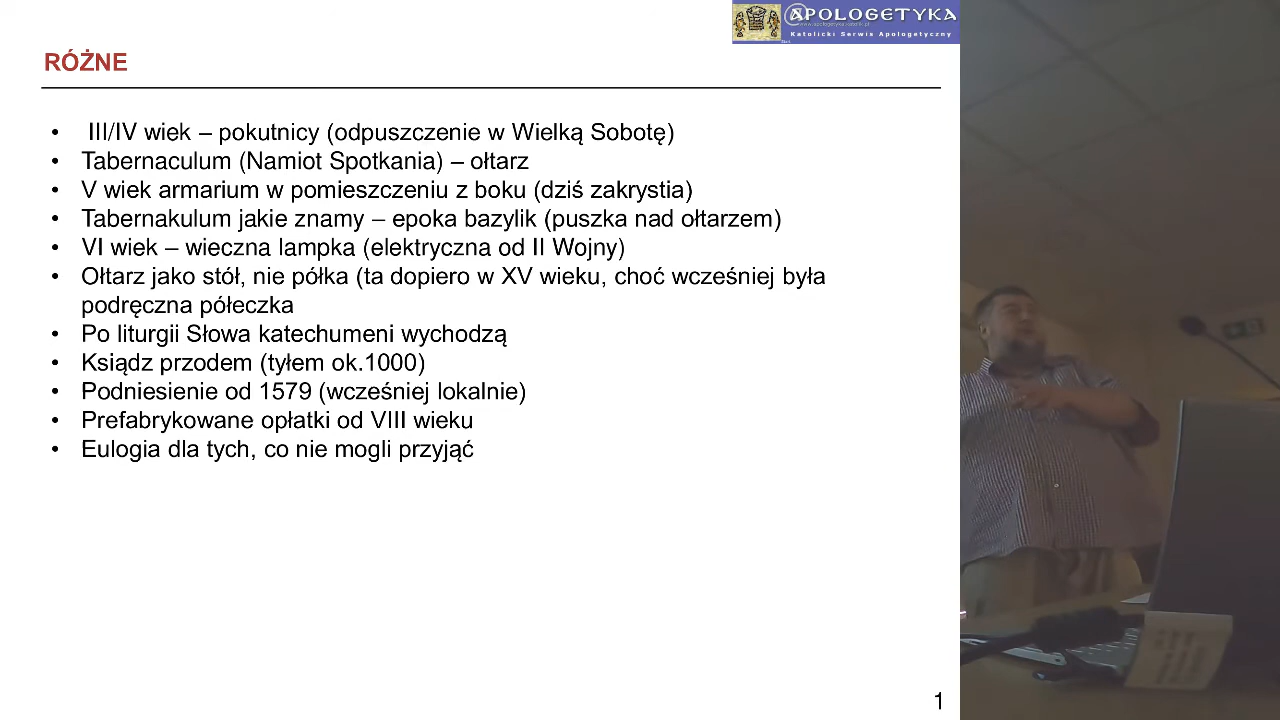 @POLOGETYKA
Katolicki Serwis Apologetyczny
RÓŻNE
• III/IV wiek – pokutnicy (odpuszczenie w Wielką Sobotę)
• Tabernaculum (Namiot Spotkania) – ołtarz
• V wiek armarium w pomieszczeniu z boku (dziś zakrystia)
• Tabernakulum jakie znamy – epoka bazylik (puszka nad ołtarzem)
• VI wiek – wieczna lampka (elektryczna od II Wojny)
• Ołtarz jako stół, nie półka (ta dopiero w XV wieku, choć wcześniej była
podręczna półeczka
• Po liturgii Słowa katechumeni wychodzą
• Ksiądz przodem (tyłem ok.1000)
• Podniesienie od 1579 (wcześniej lokalnie)
• Prefabrykowane opłatki od VIII wieku
• Eulogia dla tych, co nie mogli przyjąć
1